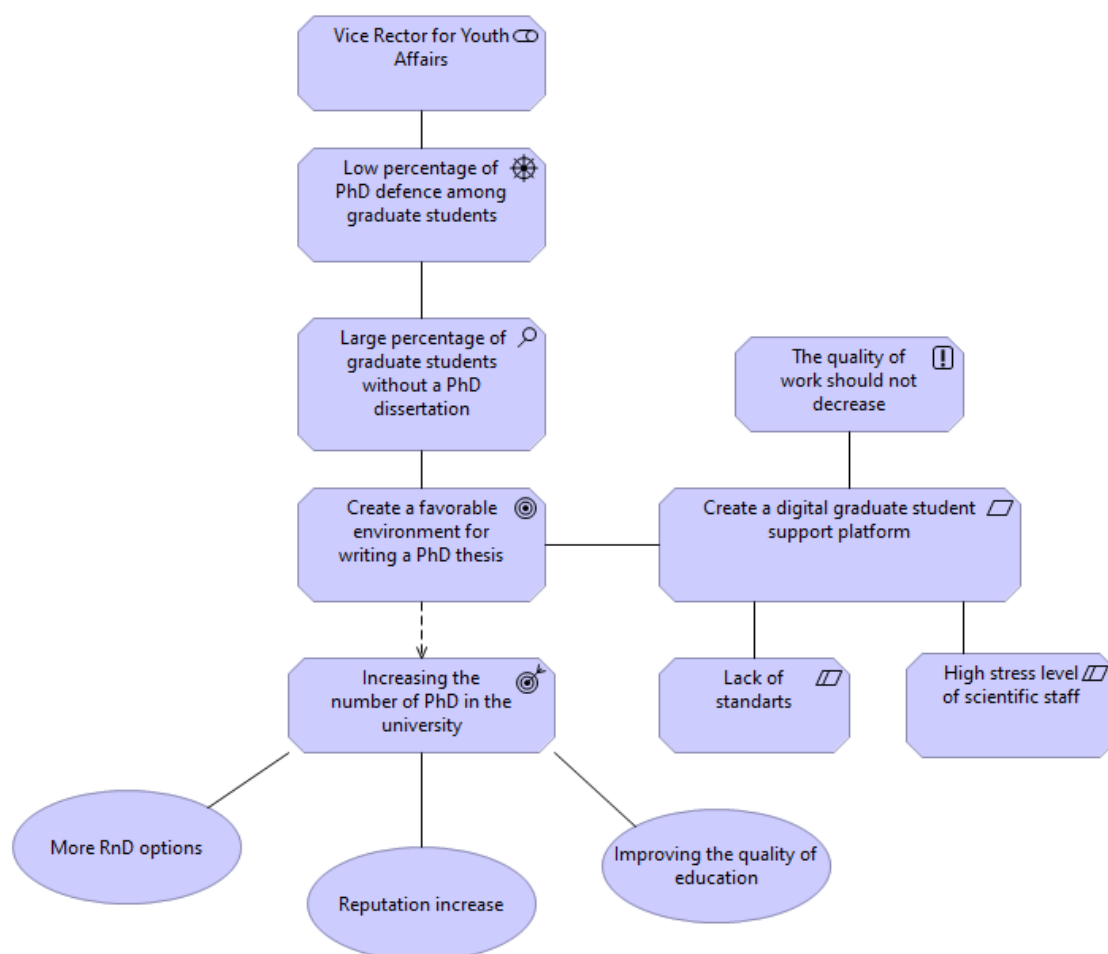 Vice Rector for Youth
Affairs
Low percentage of
PhD defence among
graduate students
Large percentage of
graduate students
without a PhD
dissertation
The quality of
work should not
decrease
Create a favorable
environment for
writing a PhD thesis
Create a digital graduate student
support platform
Increasing the
number of PhD in the
university
Lack of
standarts
High stress level
of scientific staff
More RnD options
Reputation increase
Improving the quality of
education